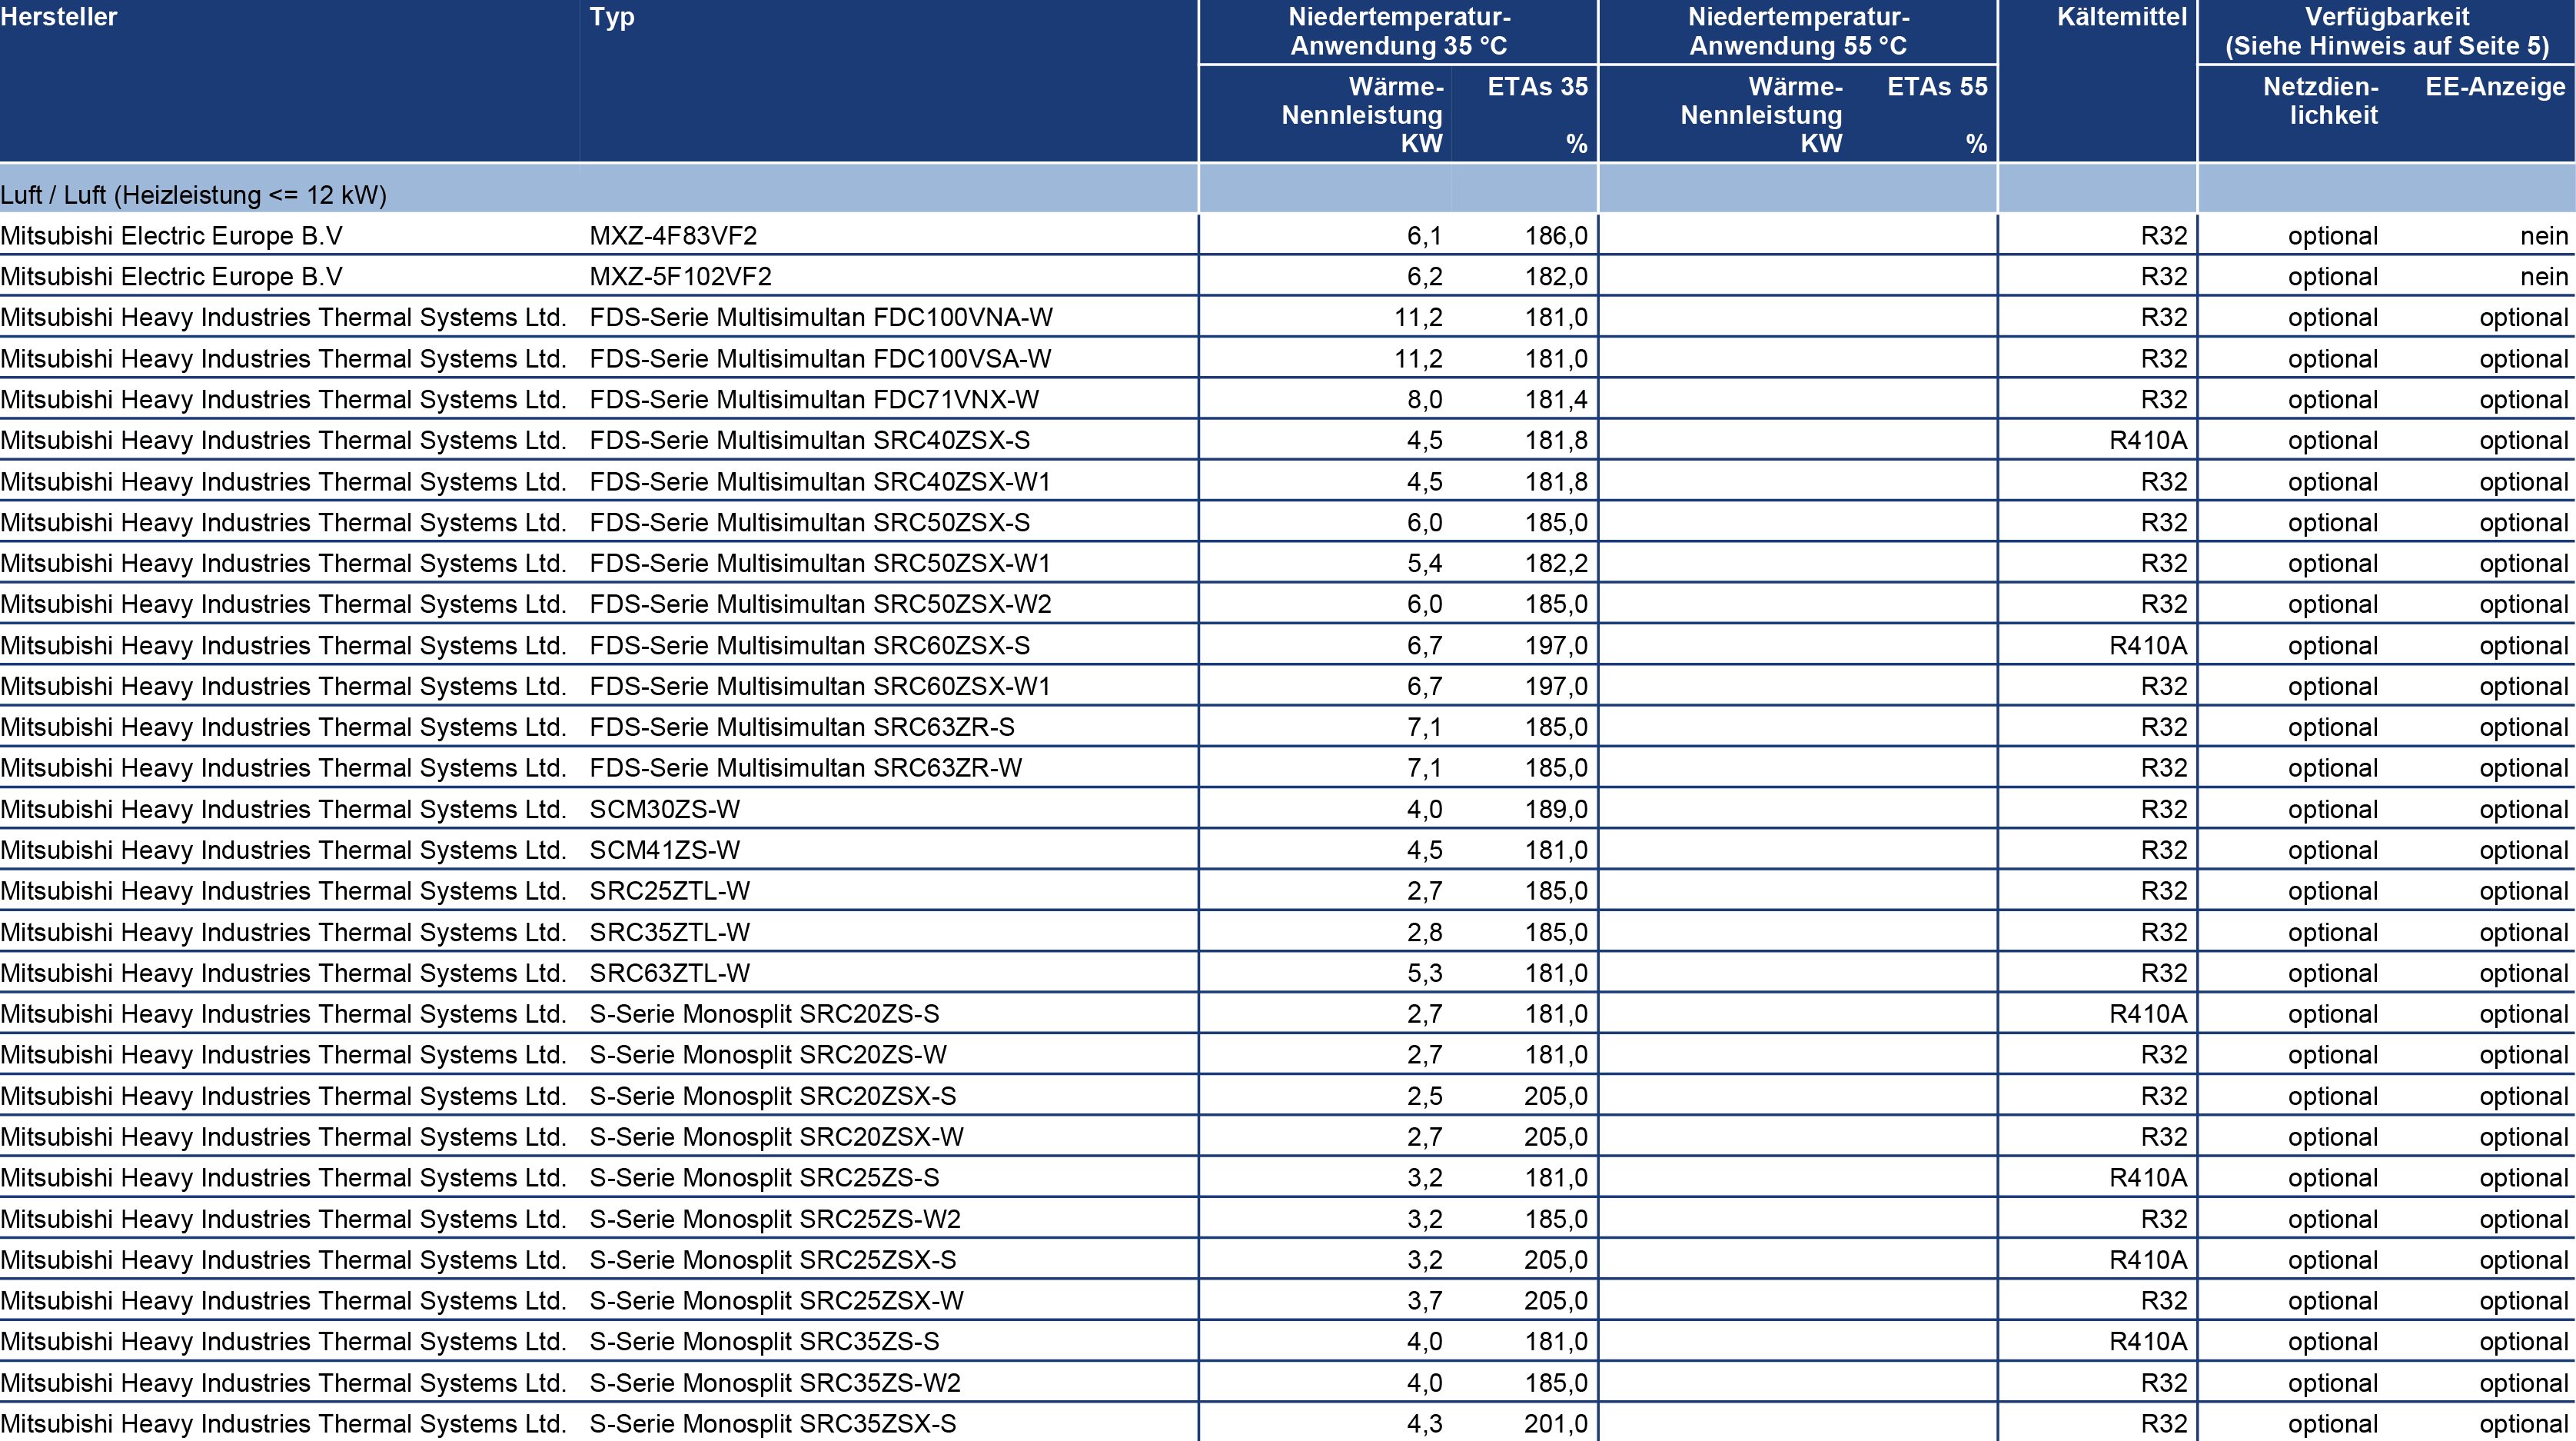 Hersteller Typ Niedertemperatur- Niedertemperatur- Kältemittel Verfügbarkeit
Anwendung 35 °C Anwendung 55 °C (Siehe Hinweis auf Seite 5)
Wärme- ETAs 35 Wärme- ETAs 55 Netzdien- EE-Anzeige
Nennleistung Nennleistung lichkeit
KW % KW %
Luft / Luft (Heizleistung <= 12 kW)
Mitsubishi Electric Europe B.V MXZ-4F83VF2 6,1 186,0 R32 optional nein
Mitsubishi Electric Europe B.V MXZ-5F102VF2 6,2 182,0 R32 optional nein
Mitsubishi Heavy Industries Thermal Systems Ltd. FDS-Serie Multisimultan FDC100VNA-W 11,2 181,0 R32 optional optional
Mitsubishi Heavy Industries Thermal Systems Ltd. FDS-Serie Multisimultan FDC100VSA-W 11,2 181,0 R32 optional optional
Mitsubishi Heavy Industries Thermal Systems Ltd. FDS-Serie Multisimultan FDC71VNX-W 8,0 181,4 R32 optional optional
Mitsubishi Heavy Industries Thermal Systems Ltd. FDS-Serie Multisimultan SRC40ZSX-S 4,5 181,8 R410A optional optional
Mitsubishi Heavy Industries Thermal Systems Ltd. FDS-Serie Multisimultan SRC40ZSX-W1 4,5 181,8 R32 optional optional
Mitsubishi Heavy Industries Thermal Systems Ltd. FDS-Serie Multisimultan SRC50ZSX-S 6,0 185,0 R32 optional optional
Mitsubishi Heavy Industries Thermal Systems Ltd. FDS-Serie Multisimultan SRC50ZSX-W1 5,4 182,2 R32 optional optional
Mitsubishi Heavy Industries Thermal Systems Ltd. FDS-Serie Multisimultan SRC50ZSX-W2 6,0 185,0 R32 optional optional
Mitsubishi Heavy Industries Thermal Systems Ltd. FDS-Serie Multisimultan SRC60ZSX-S 6,7 197,0 R410A optional optional
Mitsubishi Heavy Industries Thermal Systems Ltd. FDS-Serie Multisimultan SRC60ZSX-W1 6,7 197,0 R32 optional optional
Mitsubishi Heavy Industries Thermal Systems Ltd. FDS-Serie Multisimultan SRC63ZR-S 7,1 185,0 R32 optional optional
Mitsubishi Heavy Industries Thermal Systems Ltd. FDS-Serie Multisimultan SRC63ZR-W 7,1 185,0 R32 optional optional
Mitsubishi Heavy Industries Thermal Systems Ltd. SCM30ZS-W 4,0 189,0 R32 optional optional
Mitsubishi Heavy Industries Thermal Systems Ltd. SCM41ZS-W 4,5 181,0 R32 optional optional
Mitsubishi Heavy Industries Thermal Systems Ltd. SRC25ZTL-W 2,7 185,0 R32 optional optional
Mitsubishi Heavy Industries Thermal Systems Ltd. SRC35ZTL-W 2,8 185,0 R32 optional optional
Mitsubishi Heavy Industries Thermal Systems Ltd. SRC63ZTL-W 5,3 181,0 R32 optional optional
Mitsubishi Heavy Industries Thermal Systems Ltd. S-Serie Monosplit SRC20ZS-S 2,7 181,0 R410A optional optional
Mitsubishi Heavy Industries Thermal Systems Ltd. S-Serie Monosplit SRC20ZS-W 2,7 181,0 R32 optional optional
Mitsubishi Heavy Industries Thermal Systems Ltd. S-Serie Monosplit SRC20ZSX-S 2,5 205,0 R32 optional optional
Mitsubishi Heavy Industries Thermal Systems Ltd. S-Serie Monosplit SRC20ZSX-W 2,7 205,0 R32 optional optional
Mitsubishi Heavy Industries Thermal Systems Ltd. S-Serie Monosplit SRC25ZS-S 3,2 181,0 R410A optional optional
Mitsubishi Heavy Industries Thermal Systems Ltd. S-Serie Monosplit SRC25ZS-W2 3,2 185,0 R32 optional optional
Mitsubishi Heavy Industries Thermal Systems Ltd. S-Serie Monosplit SRC25ZSX-S 3,2 205,0 R410A optional optional
Mitsubishi Heavy Industries Thermal Systems Ltd. S-Serie Monosplit SRC25ZSX-W 3,7 205,0 R32 optional optional
Mitsubishi Heavy Industries Thermal Systems Ltd. S-Serie Monosplit SRC35ZS-S 4,0 181,0 R410A optional optional
Mitsubishi Heavy Industries Thermal Systems Ltd. S-Serie Monosplit SRC35ZS-W2 4,0 185,0 R32 optional optional
Mitsubishi Heavy Industries Thermal Systems Ltd. S-Serie Monosplit SRC35ZSX-S 4,3 201,0 R32 optional optional